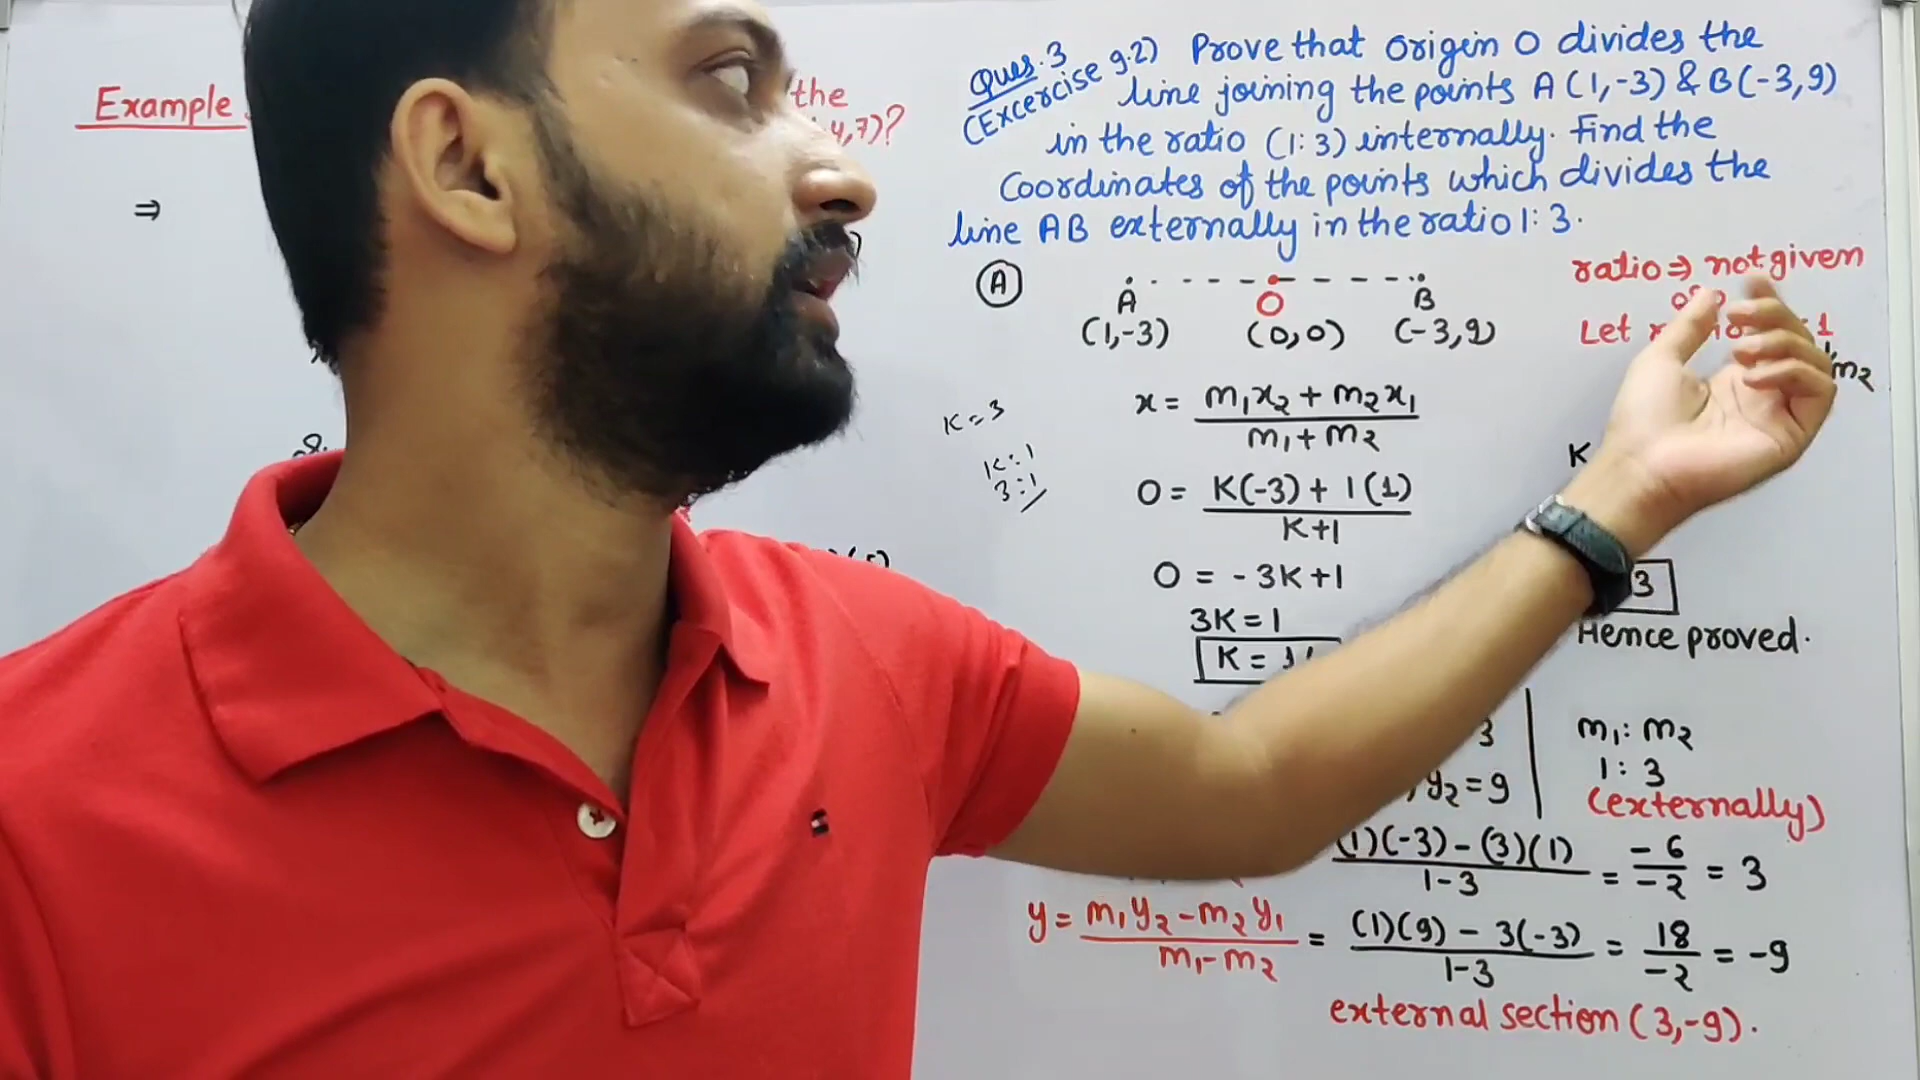 Example
the
4,7)?
⇒
Ques. 3
(Excercise 9.2)
Prove that Origin O divides the
line joining the points A (1,-3) & B(-3,9)
in the ratio (1:3) internally. Find the
Coordinates of the points which divides the
line AB externally in the ratio 1:3.
A
A O B
(1,-3) (0,0) (-3,9)
ratio ⇒ not given
Let
1
m2
x = m1x2 + m2x1 / m1 + m2
K = 3
K:1
3:1
0 = K(-3) + 1(1) / K+1
K
0 = -3K+1
3K = 1
K =
3
Hence proved.
3
y2 = 9
m1 : m2
1 : 3
(externally)
(1)(-3) - (3)(1) / 1-3 = -6 / -2 = 3
y = m1y2 - m2y1 / m1 - m2 = (1)(9) - 3(-3) / 1-3 = 18 / -2 = -9
external section (3,-9).